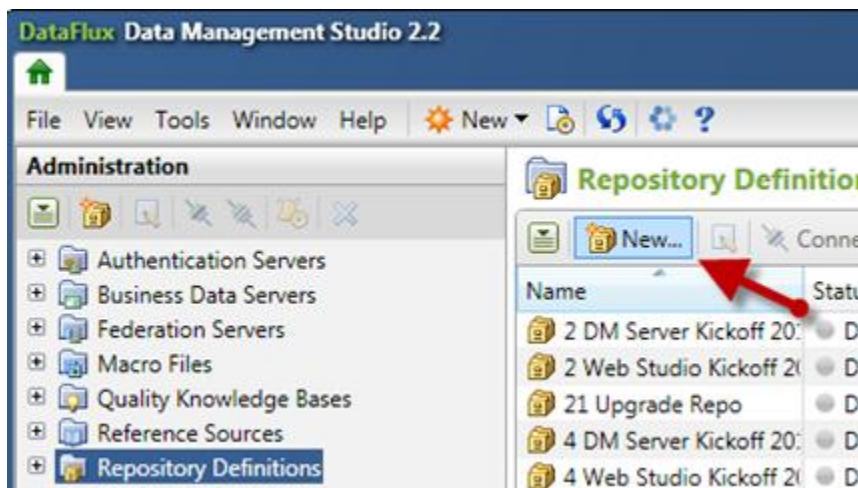 DataFlux Data Management Studio 2.2
File View Tools Window Help New ?
Administration
Authentication Servers
Business Data Servers
Federation Servers
Macro Files
Quality Knowledge Bases
Reference Sources
Repository Definitions
Repository Definition
New... Conne
Name Statu
2 DM Server Kickoff 20 D
2 Web Studio Kickoff 2 D
21 Upgrade Repo D
4 DM Server Kickoff 20 D
4 Web Studio Kickoff 2 D